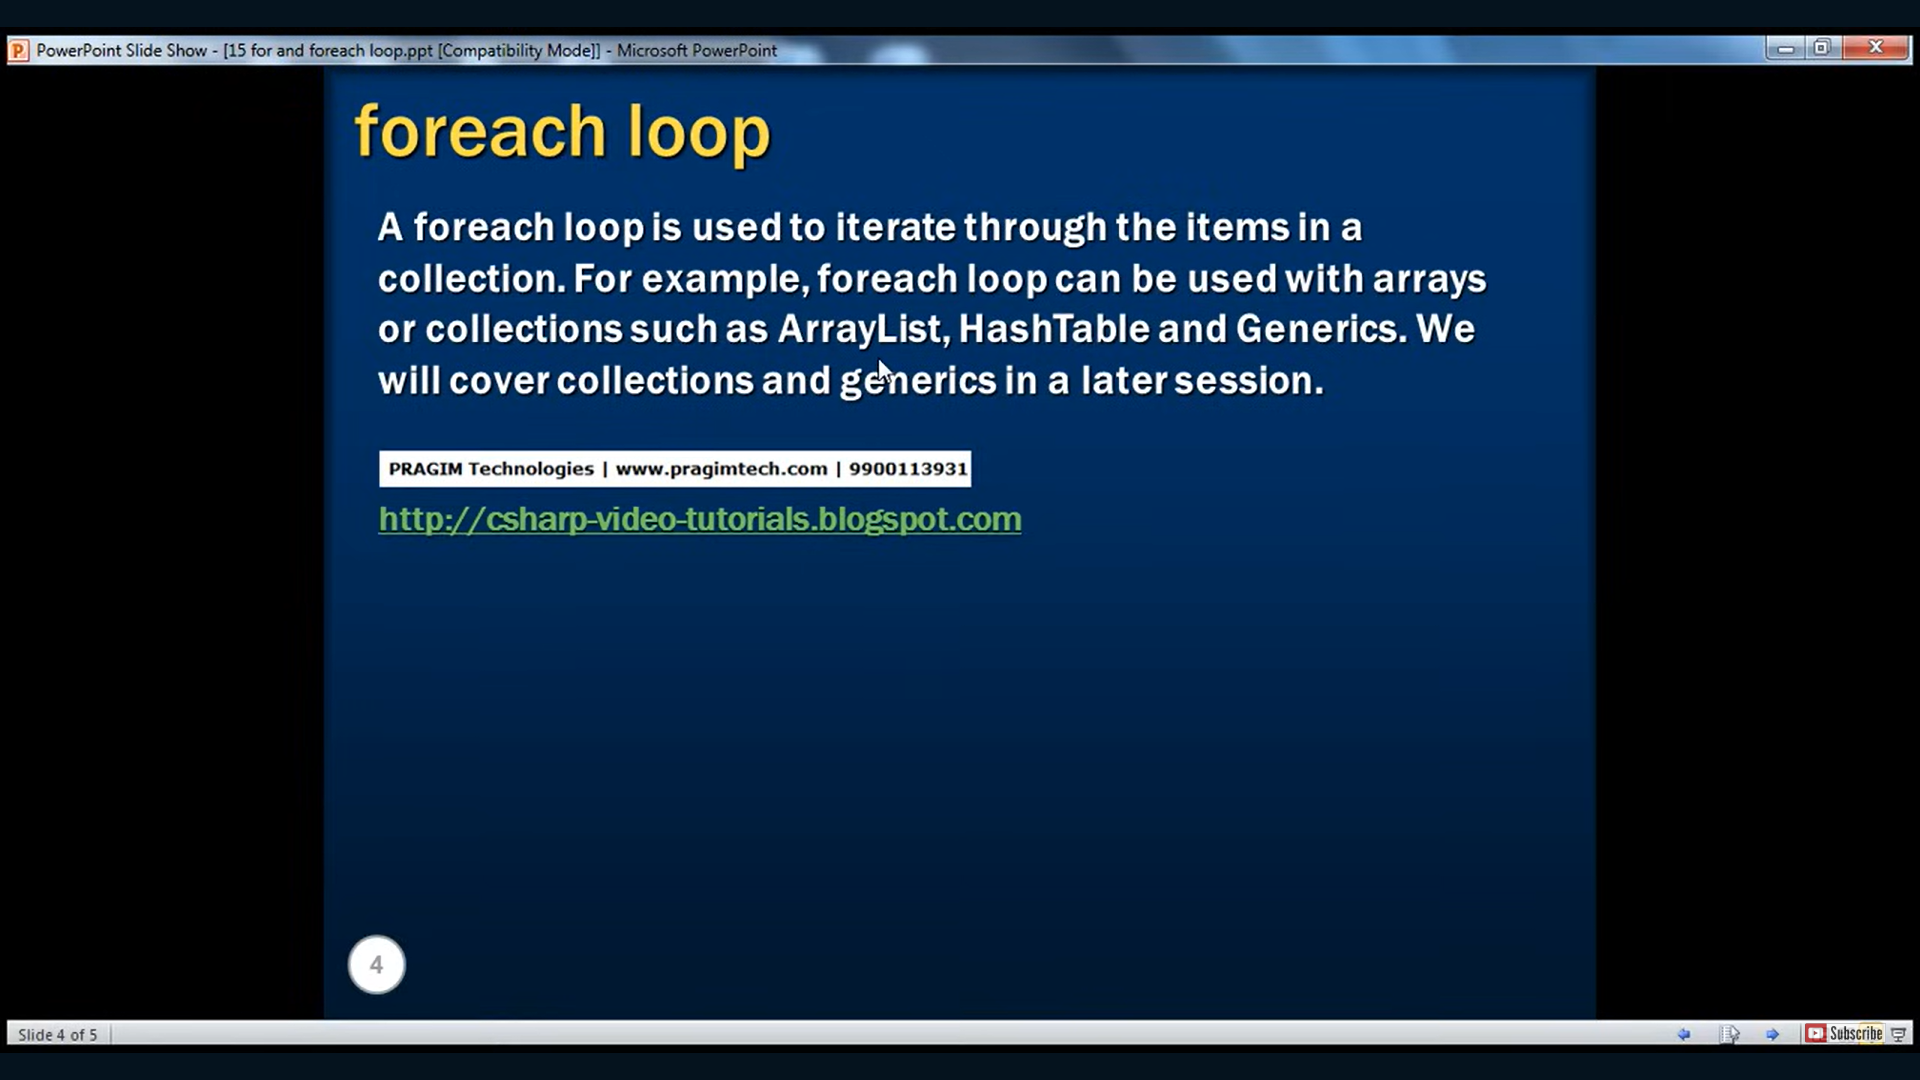 PowerPoint Slide Show - [15 for and foreach loop.ppt [Compatibility Mode]] - Microsoft PowerPoint
foreach loop
A foreach loop is used to iterate through the items in a
collection. For example, foreach loop can be used with arrays
or collections such as ArrayList, HashTable and Generics. We
will cover collections and generics in a later session.
PRAGIM Technologies | www.pragimtech.com | 9900113931
http://csharp-video-tutorials.blogspot.com
4
Slide 4 of 5
Subscribe